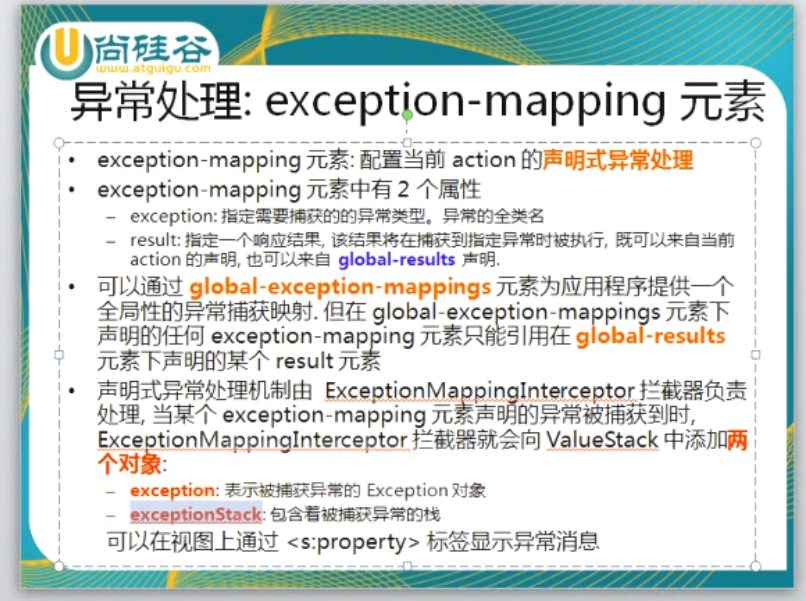 尚硅谷
www.atguigu.com
异常处理: exception-mapping 元素
• exception-mapping 元素: 配置当前 action 的声明式异常处理
• exception-mapping 元素中有 2 个属性
– exception: 指定需要捕获的的异常类型。异常的全类名
– result: 指定一个响应结果, 该结果将在捕获到指定异常时被执行, 既可以来自当前
action 的声明, 也可以来自 global-results 声明.
• 可以通过 global-exception-mappings 元素为应用程序提供一个
全局性的异常捕获映射. 但在 global-exception-mappings 元素下
声明的任何 exception-mapping 元素只能引用在 global-results
元素下声明的某个 result 元素
• 声明式异常处理机制由 ExceptionMappingInterceptor 拦截器负责
处理, 当某个 exception-mapping 元素声明的异常被捕获到时,
ExceptionMappingInterceptor 拦截器就会向 ValueStack 中添加两
个对象:
– exception: 表示被捕获异常的 Exception 对象
– exceptionStack: 包含着被捕获异常的栈
可以在视图上通过 <s:property> 标签显示异常消息